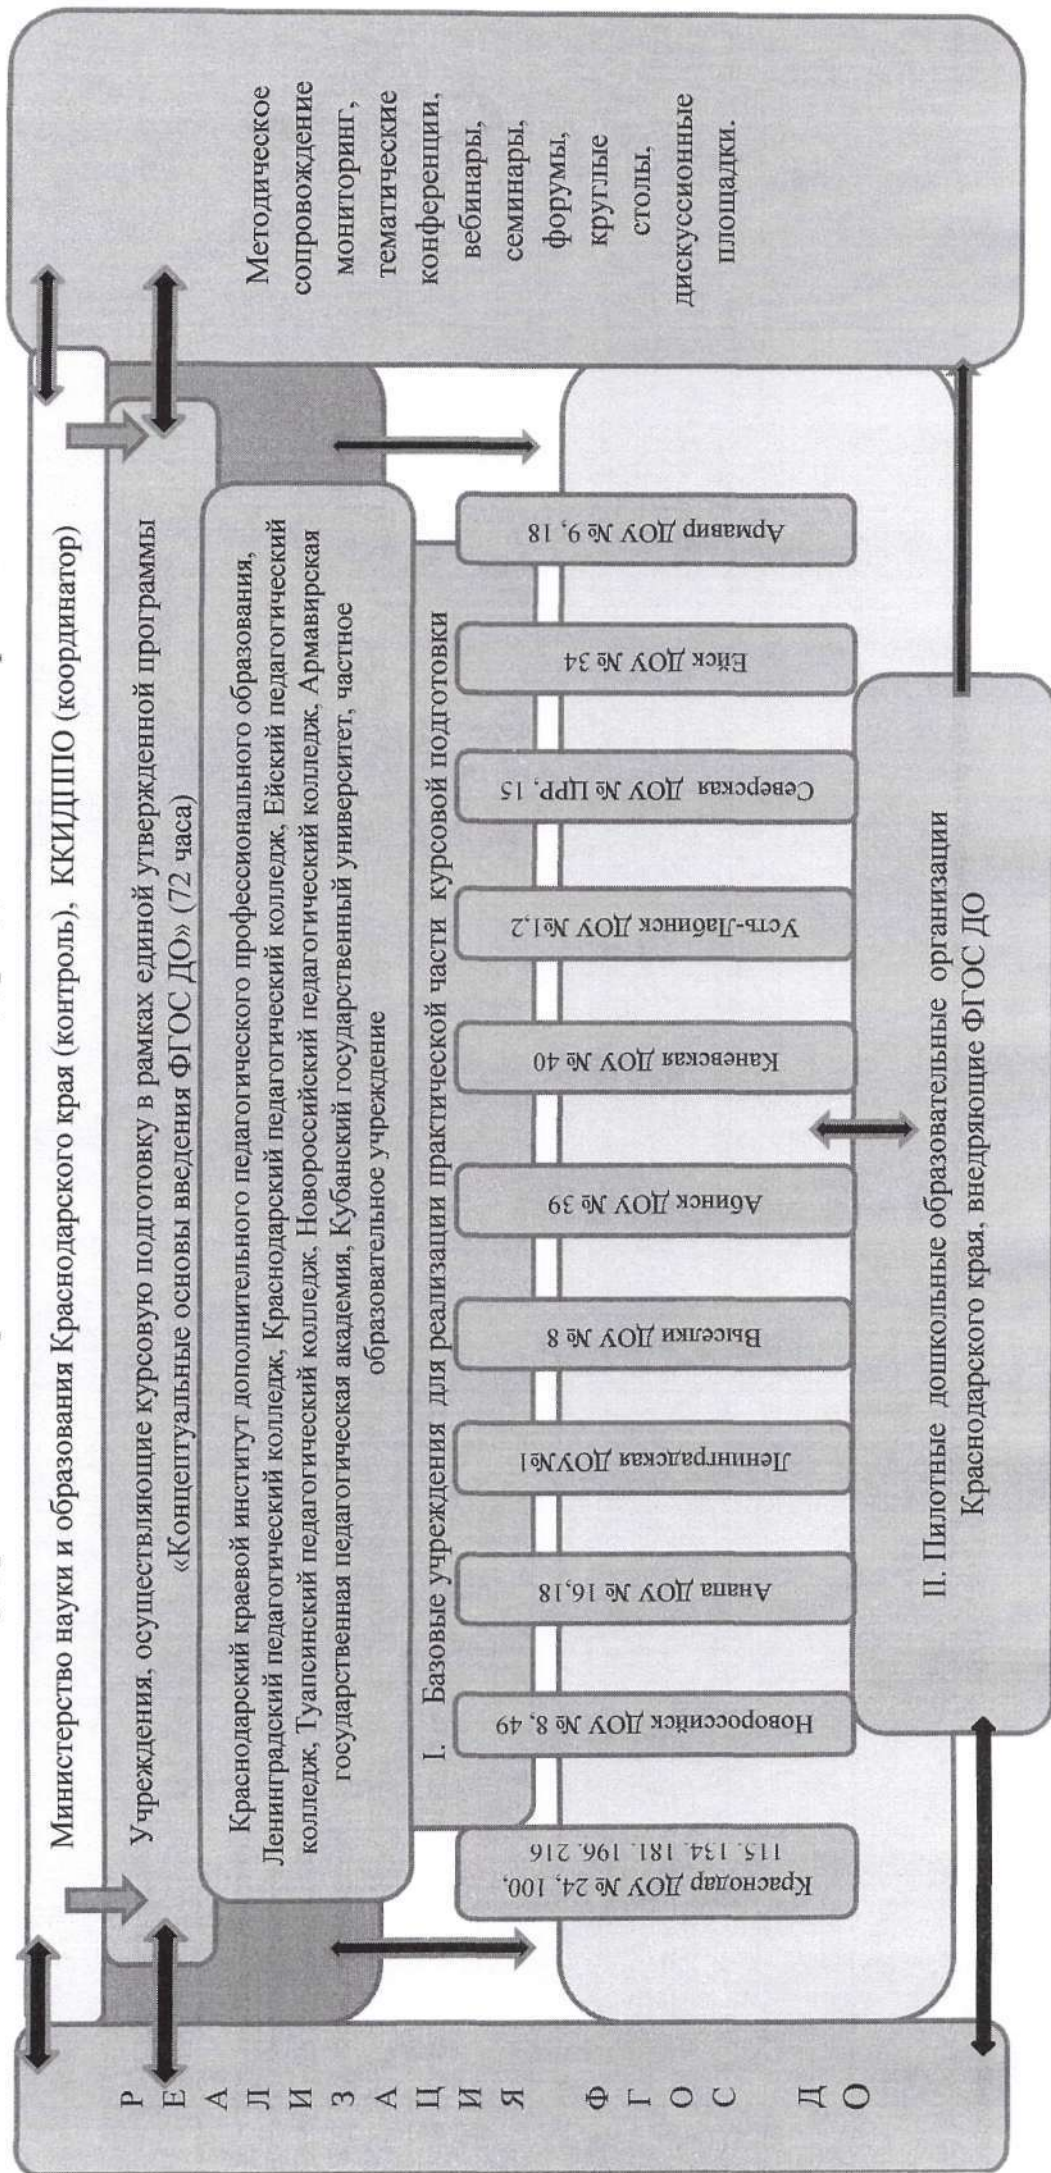 Министерство науки и образования Краснодарского края (контроль), ККИДППО (координатор)
Учреждения, осуществляющие курсовую подготовку в рамках единой утвержденной программы
«Концептуальные основы введения ФГОС ДО» (72 часа)
Краснодарский краевой институт дополнительного педагогического профессионального образования,
Ленинградский педагогический колледж, Краснодарский педагогический колледж, Ейский педагогический
колледж, Туапсинский педагогический колледж, Новороссийский педагогический колледж, Армавирская
государственная педагогическая академия, Кубанский государственный университет, частное
образовательное учреждение
I. Базовые учреждения для реализации практической части курсовой подготовки
Краснодар ДОУ № 24, 100,
115. 134. 181. 196. 216
Новороссийск ДОУ № 8, 49
Анапа ДОУ № 16,18
Ленинградская ДОУ№1
Выселки ДОУ № 8
Абинск ДОУ № 39
Каневская ДОУ № 40
Усть-Лабинск ДОУ №1,2
Северская ДОУ № ЦРР, 15
Ейск ДОУ № 34
Армавир ДОУ № 9, 18
II. Пилотные дошкольные образовательные организации
Краснодарского края, внедряющие ФГОС ДО
РЕАЛИЗАЦИЯ ФГОС ДО
Методическое
сопровождение
мониторинг,
тематические
конференции,
вебинары,
семинары,
форумы,
круглые
столы,
дискуссионные
площадки.